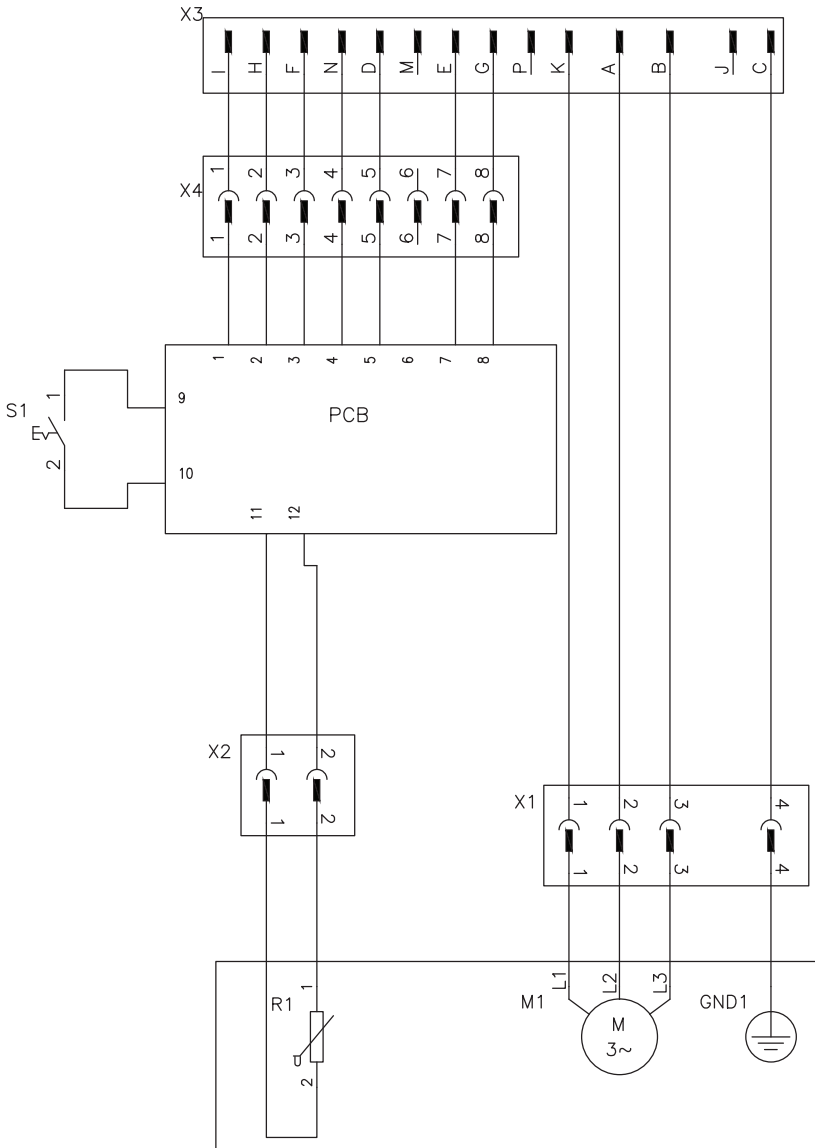 X3
I H F N D M E G P K A B J C
X4
1 2 3 4 5 6 7 8
1 2 3 4 5 6 7 8
1 2 3 4 5 6 7 8
S1
1
2
9
PCB
10
11 12
X2
1 2
1 2
X1
1 2 3 4
1 2 3 4
R1
1
2
M1
L1 L2 L3
M
3~
GND1